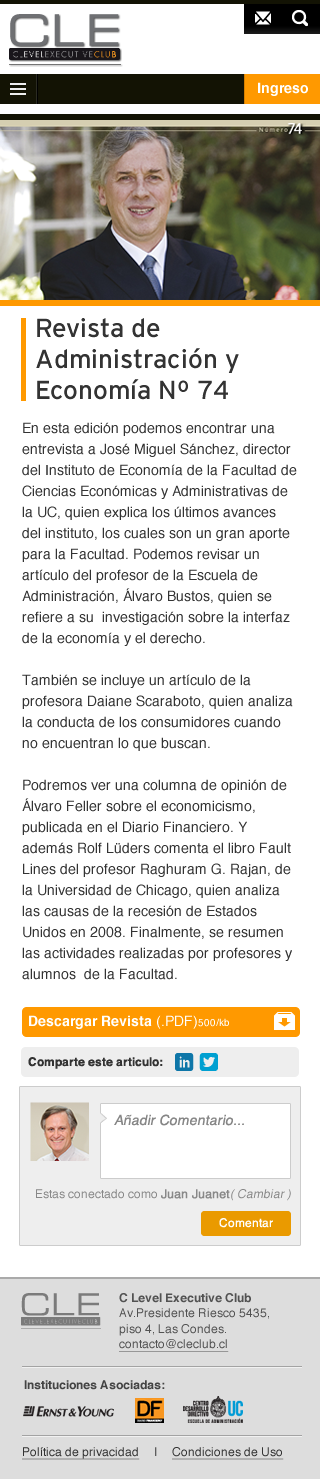 CLE
C.EVELEXECUTIVECLUB
Ingreso
Número74
Revista de
Administración y
Economía Nº 74
En esta edición podemos encontrar una
entrevista a José Miguel Sánchez, director
del Instituto de Economía de la Facultad de
Ciencias Económicas y Administrativas de
la UC, quien explica los últimos avances
del instituto, los cuales son un gran aporte
para la Facultad. Podemos revisar un
artículo del profesor de la Escuela de
Administración, Álvaro Bustos, quien se
refiere a su  investigación sobre la interfaz
de la economía y el derecho.
También se incluye un artículo de la
profesora Daiane Scaraboto, quien analiza
la conducta de los consumidores cuando
no encuentran lo que buscan.
Podremos ver una columna de opinión de
Álvaro Feller sobre el economicismo,
publicada en el Diario Financiero. Y
además Rolf Lüders comenta el libro Fault
Lines del profesor Raghuram G. Rajan, de
la Universidad de Chicago, quien analiza
las causas de la recesión de Estados
Unidos en 2008. Finalmente, se resumen
las actividades realizadas por profesores y
alumnos  de la Facultad.
Descargar Revista (.PDF)500/kb
Comparte este articulo: in
Añadir Comentario...
Estas conectado como Juan Juanet( Cambiar )
Comentar
CLE
C.EVELEXECUTIVECLUB
C Level Executive Club
Av.Presidente Riesco 5435,
piso 4, Las Condes.
contacto@cleclub.cl
Instituciones Asociadas:
ERNST & YOUNG
DF
CENTRO DESARROLLO DIRECTIVO UC
ESCUELA DE ADMINISTRACIÓN
Política de privacidad I Condiciones de Uso